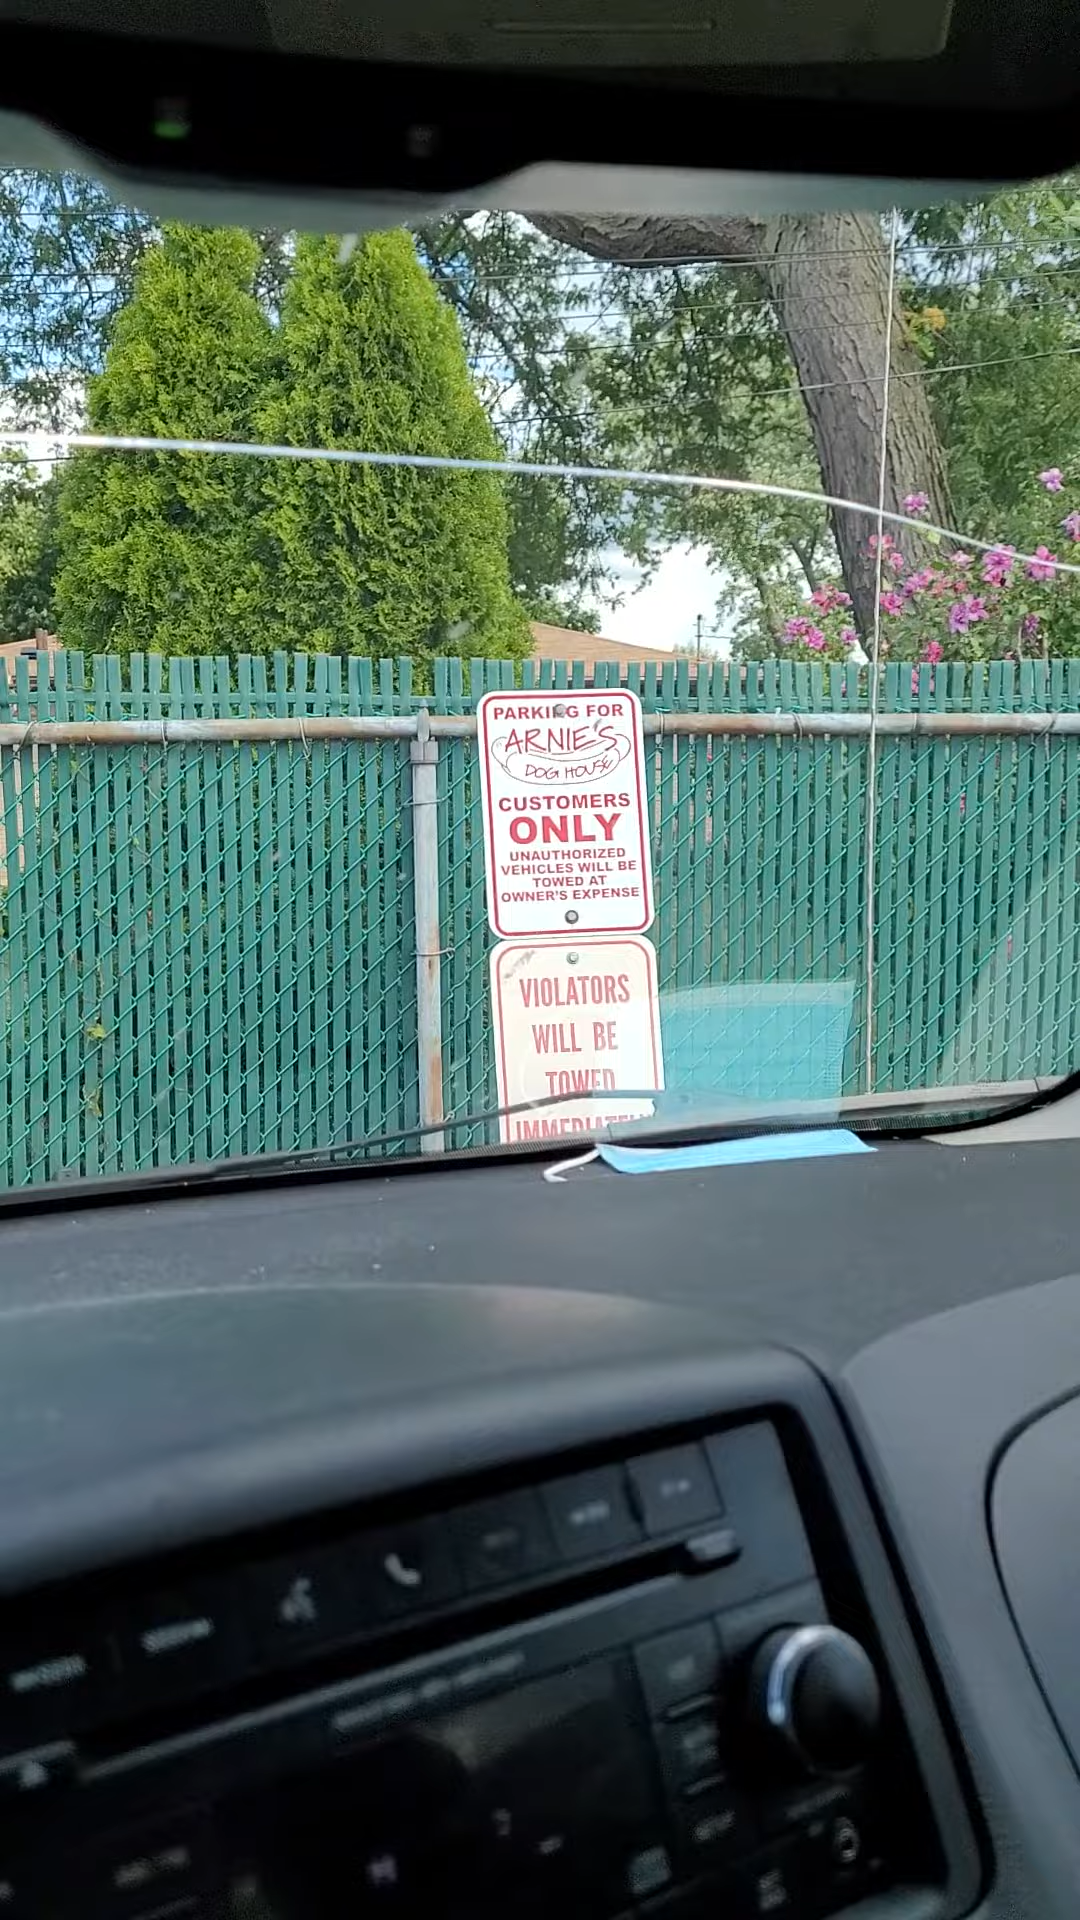 PARKING FOR
ARNIE'S
DOG HOUSE
CUSTOMERS
ONLY
UNAUTHORIZED
VEHICLES WILL BE
TOWED AT
OWNER'S EXPENSE
VIOLATORS
WILL BE
TOWED